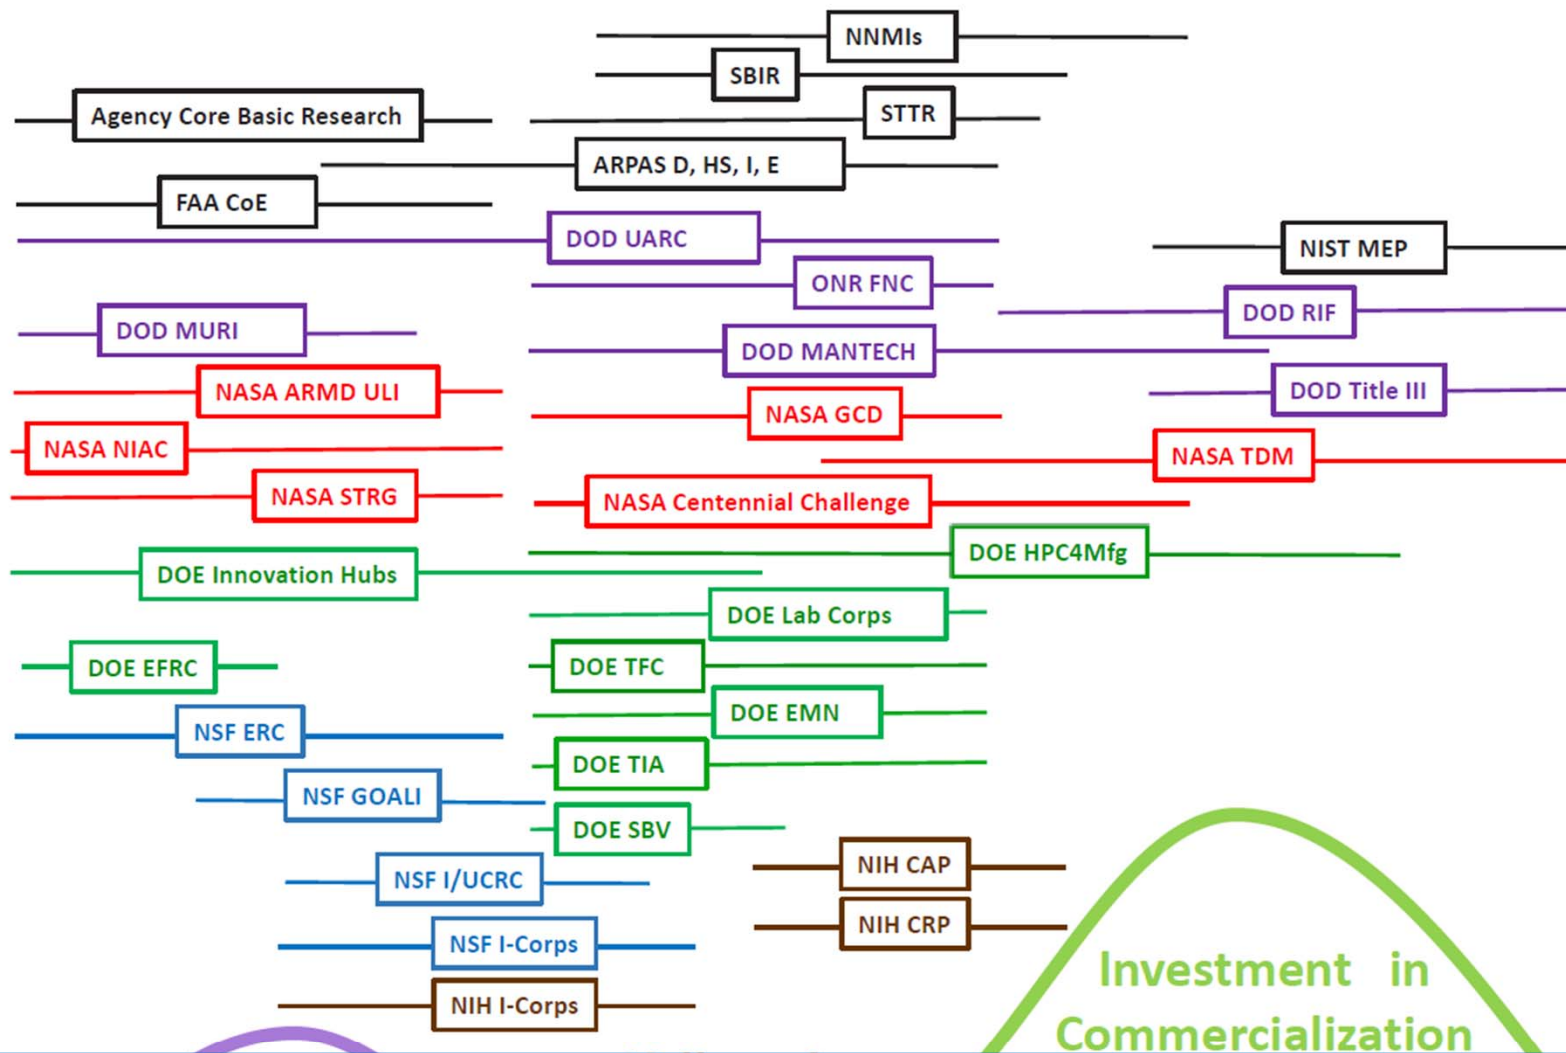 NNMIs
SBIR
Agency Core Basic Research
STTR
ARPAS D, HS, I, E
FAA CoE
DOD UARC
NIST MEP
ONR FNC
DOD RIF
DOD MURI
DOD MANTECH
NASA ARMD ULI
DOD Title III
NASA GCD
NASA NIAC
NASA TDM
NASA STRG
NASA Centennial Challenge
DOE HPC4Mfg
DOE Innovation Hubs
DOE Lab Corps
DOE EFRC
DOE TFC
DOE EMN
NSF ERC
DOE TIA
NSF GOALI
DOE SBV
NIH CAP
NSF I/UCRC
NIH CRP
NSF I-Corps
Investment in
NIH I-Corps
Commercialization